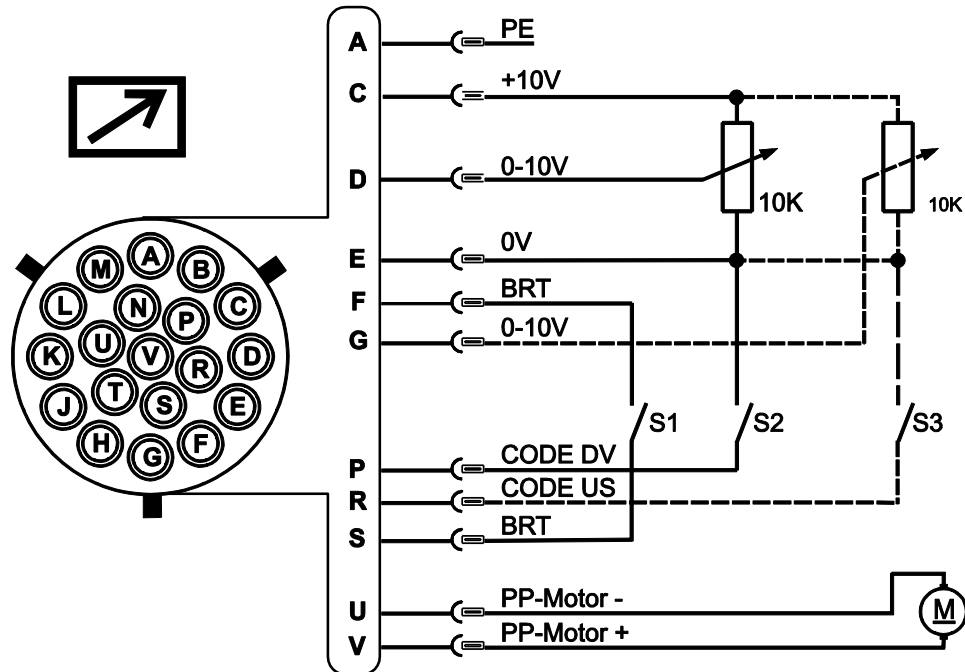 A PE
C +10V
D 0-10V
10K
10K
E 0V
F BRT
G 0-10V
A
M B
L N P C
K U V R D
T S
J E
H F
G
S1 S2 S3
P CODE DV
R CODE US
S BRT
U PP-Motor -
M
V PP-Motor +